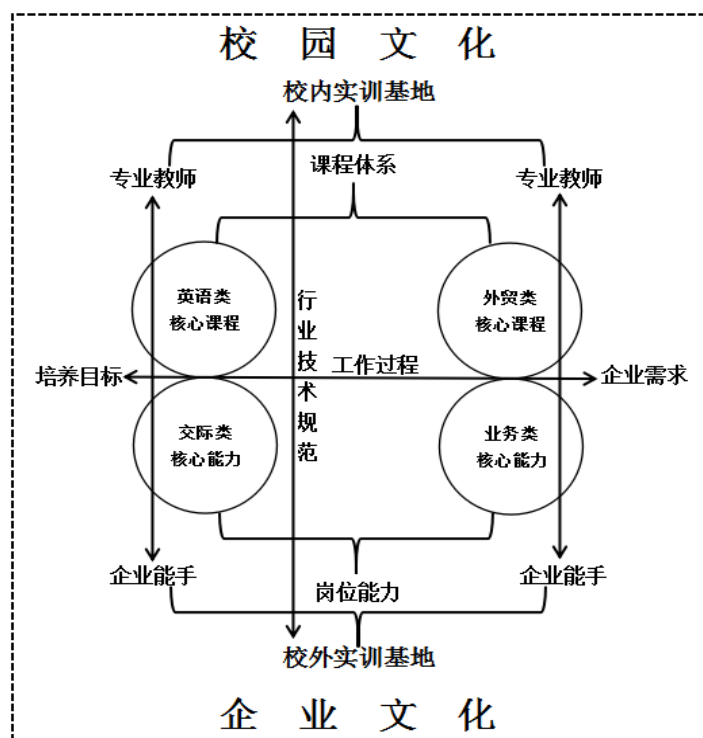 校 园 文 化
校内实训基地
课程体系
专业教师
专业教师
英语类
核心课程
外贸类
核心课程
行业技术规范
工作过程
培养目标
企业需求
交际类
核心能力
业务类
核心能力
企业能手
企业能手
岗位能力
校外实训基地
企 业 文 化